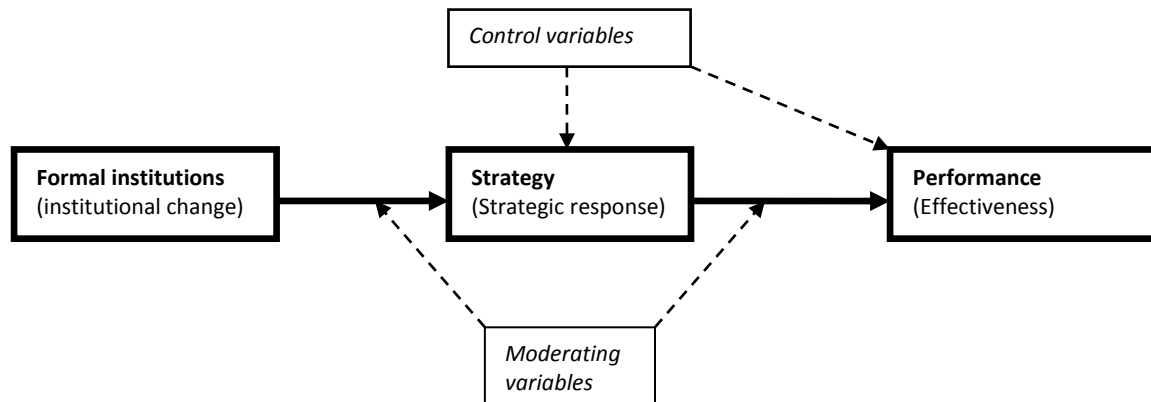 Control variables
Formal institutions
(institutional change)
Strategy
(Strategic response)
Performance
(Effectiveness)
Moderating
variables